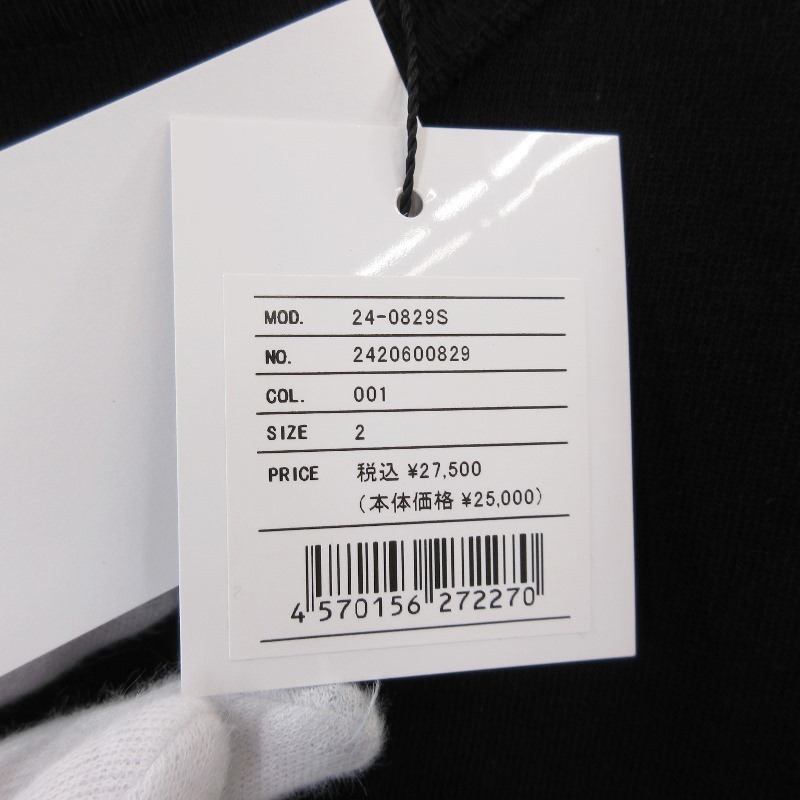 MOD. 24-0829S
NO. 2420600829
COL. 001
SIZE 2
PRICE 税込 ¥27,500
(本体価格 ¥25,000)
4 570156 272270